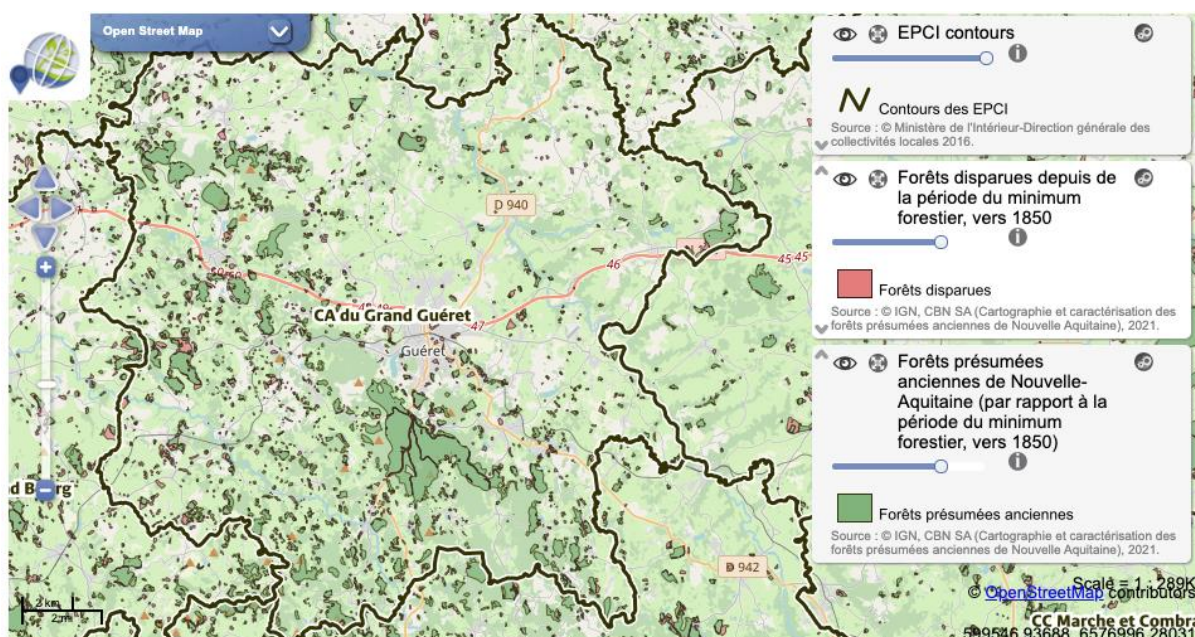 Open Street Map
EPCI contours
Contours des EPCI
Source : © Ministère de l'Intérieur-Direction générale des
collectivités locales 2016.
Forêts disparues depuis de
la période du minimum
forestier, vers 1850
Forêts disparues
Source : © IGN, CBN SA (Cartographie et caractérisation des
forêts présumées anciennes de Nouvelle Aquitaine), 2021.
Forêts présumées
anciennes de Nouvelle-
Aquitaine (par rapport à la
période du minimum
forestier, vers 1850)
Forêts présumées anciennes
Source : © IGN, CBN SA (Cartographie et caractérisation des
forêts présumées anciennes de Nouvelle Aquitaine), 2021.
D 940
46
45-45
CA du Grand Guéret
47
Guéret
D 942
2 km
2 mi
Scale = 1 : 289K
© OpenStreetMap contributors
CC Marche et Combra